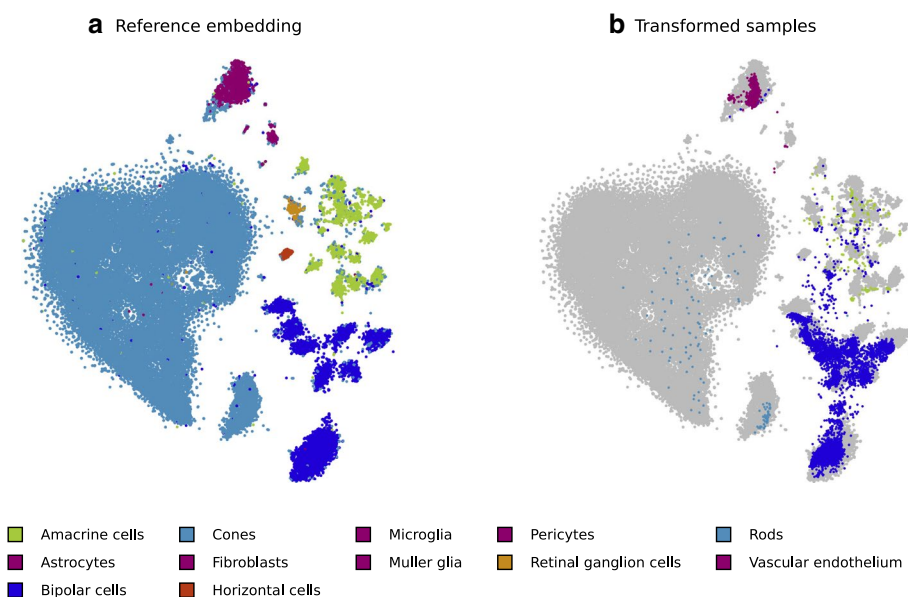 a Reference embedding
b Transformed samples
Amacrine cells
Cones
Microglia
Pericytes
Rods
Astrocytes
Fibroblasts
Muller glia
Retinal ganglion cells
Vascular endothelium
Bipolar cells
Horizontal cells